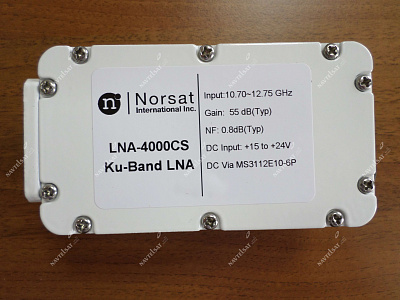 n
Norsat
International Inc.
LNA-4000CS
Ku-Band LNA
Input:10.70~12.75 GHz
Gain: 55 dB(Typ)
NF: 0.8dB(Typ)
DC Input: +15 to +24V
DC Via MS3112E10-6P
NAVTELSAT